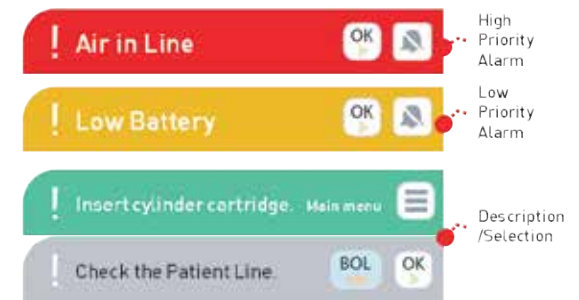 ! Air in Line OK
High
Priority
Alarm
! Low Battery OK
Low
Priority
Alarm
! Insert cylinder cartridge. Main menu
! Check the Patient Line. BOL OK
Description
/Selection